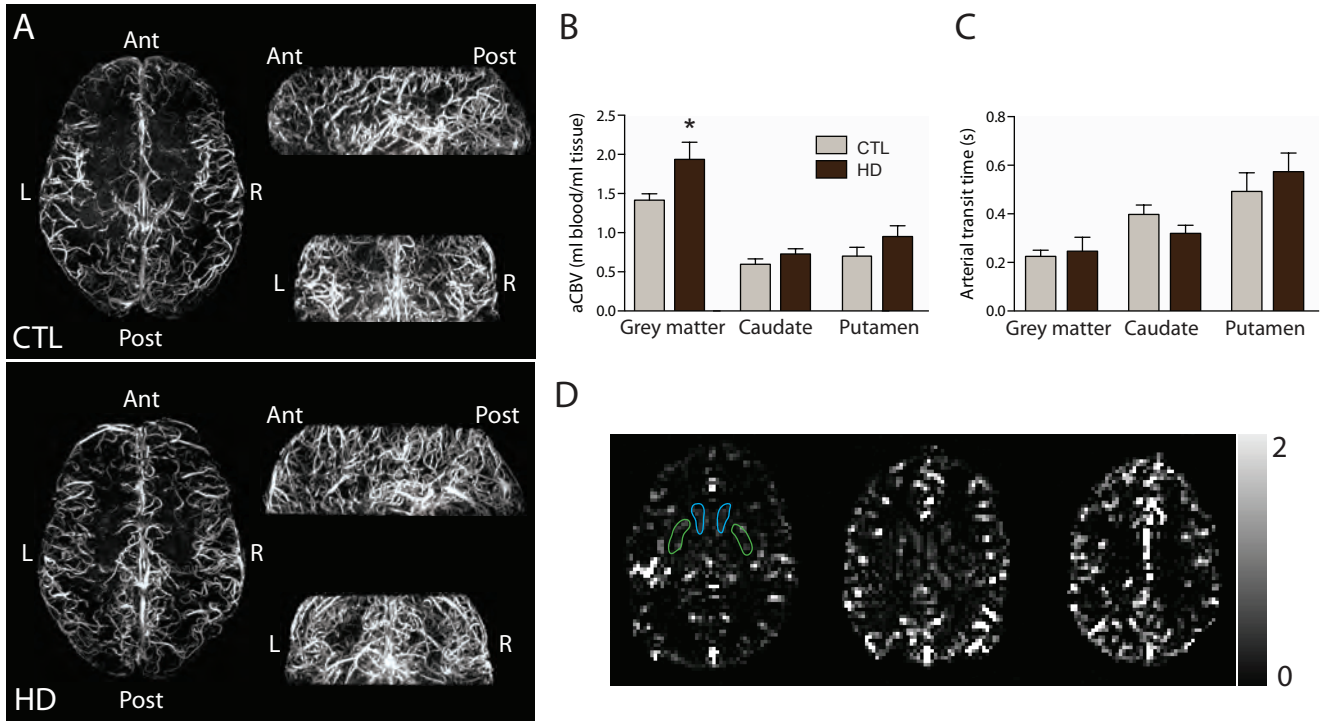 A
Ant
L
R
Post
CTL
Ant
Post
L
R
Ant
L
R
Post
HD
Ant
Post
L
R
B
aCBV (ml blood/ml tissue)
2.5
2.0
1.5
1.0
0.5
0.0
*
CTL
HD
Grey matter
Caudate
Putamen
C
Arterial transit time (s)
0.8
0.6
0.4
0.2
0.0
Grey matter
Caudate
Putamen
D
2
0